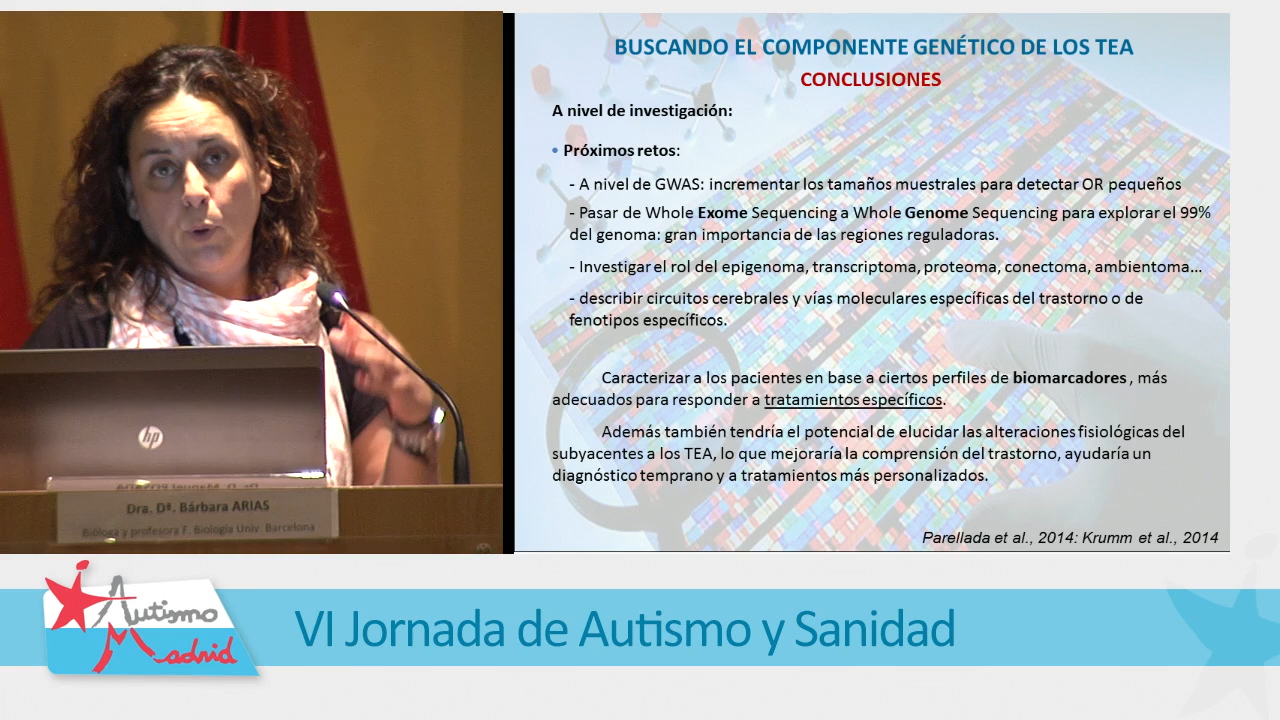 BUSCANDO EL COMPONENTE GENÉTICO DE LOS TEA
CONCLUSIONES
A nivel de investigación:
• Próximos retos:
- A nivel de GWAS: incrementar los tamaños muestrales para detectar OR pequeños
- Pasar de Whole Exome Sequencing a Whole Genome Sequencing para explorar el 99%
del genoma: gran importancia de las regiones reguladoras.
- Investigar el rol del epigenoma, transcriptoma, proteoma, conectoma, ambientoma...
- describir circuitos cerebrales y vías moleculares específicas del trastorno o de
fenotipos específicos.
Caracterizar a los pacientes en base a ciertos perfiles de biomarcadores , más
adecuados para responder a tratamientos específicos.
Además también tendría el potencial de elucidar las alteraciones fisiológicas del
subyacentes a los TEA, lo que mejoraría la comprensión del trastorno, ayudaría un
diagnóstico temprano y a tratamientos más personalizados.
Parellada et al., 2014: Krumm et al., 2014
hp
Dra. Dª. Bárbara ARIAS
Bióloga y profesora F. Biología Univ. Barcelona
Autismo
Madrid
VI Jornada de Autismo y Sanidad